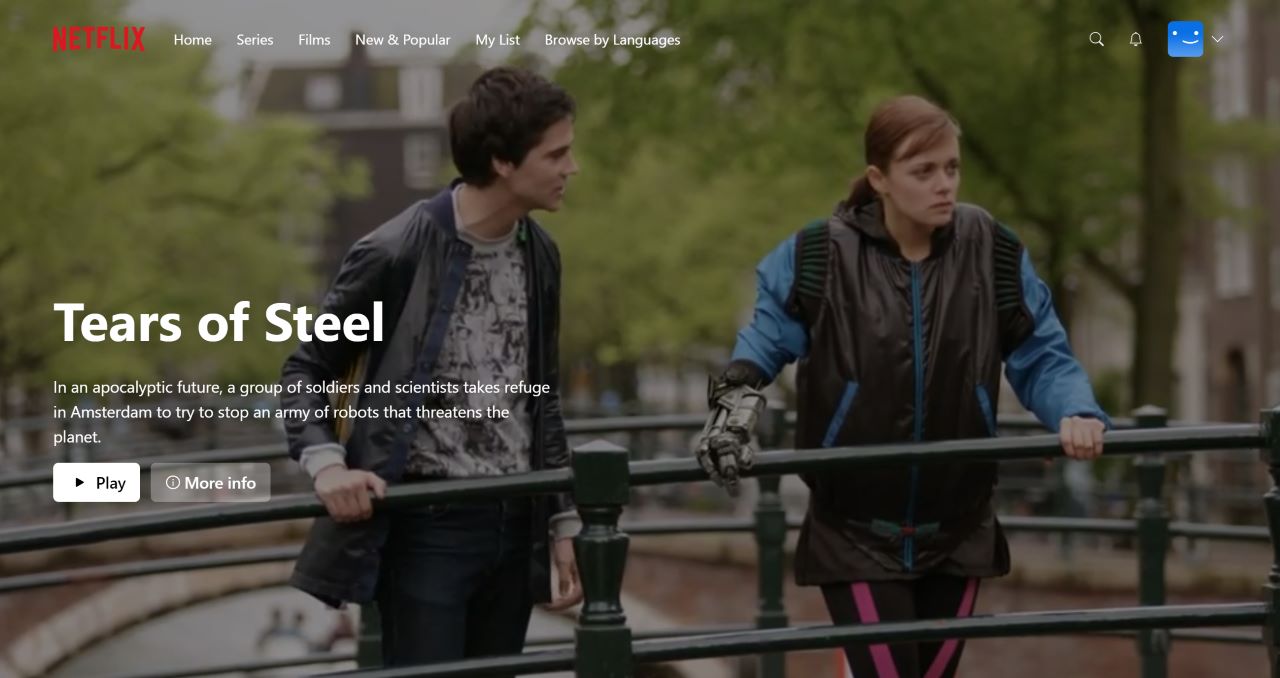 NETFLIX
Home
Series
Films
New & Popular
My List
Browse by Languages
Tears of Steel
In an apocalyptic future, a group of soldiers and scientists takes refuge
in Amsterdam to try to stop an army of robots that threatens the
planet.
Play
More info